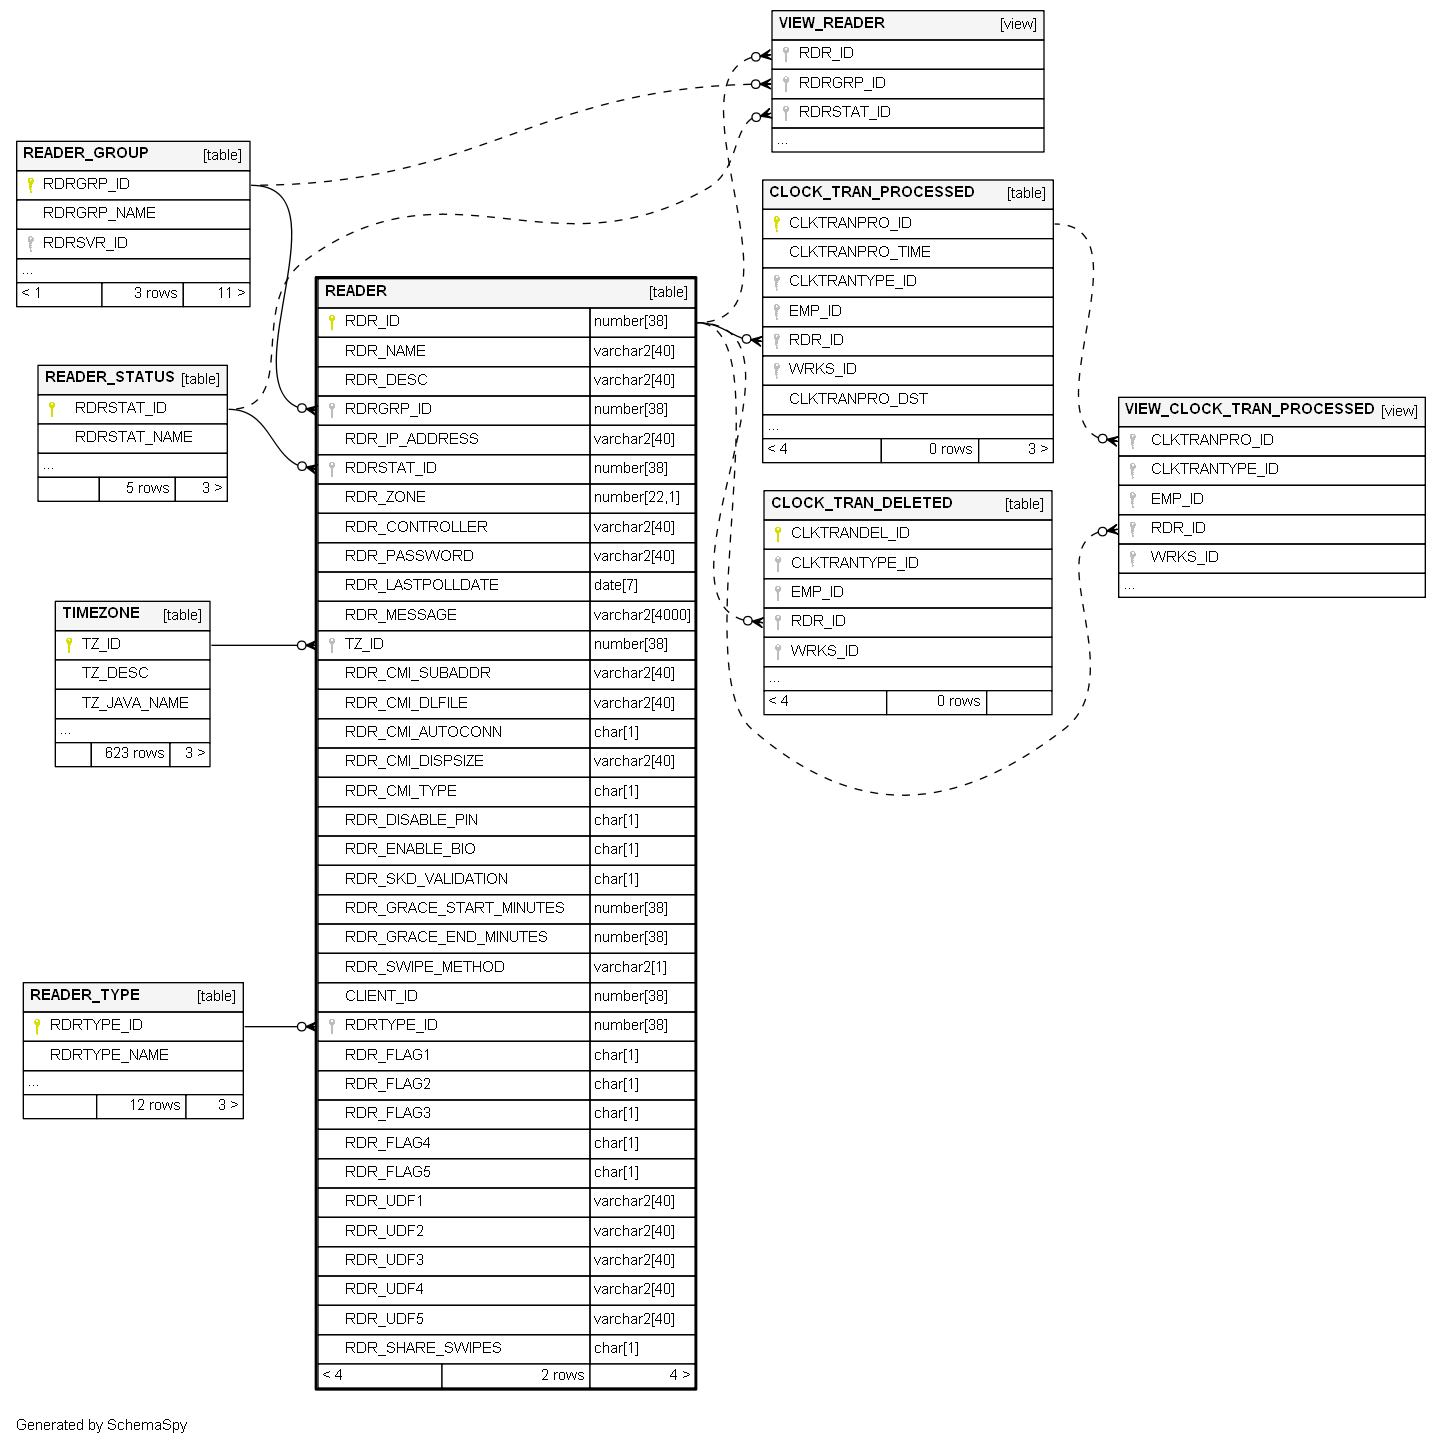 VIEW_READER [view]
RDR_ID
RDRGRP_ID
RDRSTAT_ID
...
READER_GROUP [table]
RDRGRP_ID
RDRGRP_NAME
RDRSVR_ID
...
< 1 3 rows 11 >
READER_STATUS [table]
RDRSTAT_ID
RDRSTAT_NAME
...
5 rows 3 >
TIMEZONE [table]
TZ_ID
TZ_DESC
TZ_JAVA_NAME
...
623 rows 3 >
READER_TYPE [table]
RDRTYPE_ID
RDRTYPE_NAME
...
12 rows 3 >
READER [table]
RDR_ID number[38]
RDR_NAME varchar2[40]
RDR_DESC varchar2[40]
RDRGRP_ID number[38]
RDR_IP_ADDRESS varchar2[40]
RDRSTAT_ID number[38]
RDR_ZONE number[22,1]
RDR_CONTROLLER varchar2[40]
RDR_PASSWORD varchar2[40]
RDR_LASTPOLLDATE date[7]
RDR_MESSAGE varchar2[4000]
TZ_ID number[38]
RDR_CMI_SUBADDR varchar2[40]
RDR_CMI_DLFILE varchar2[40]
RDR_CMI_AUTOCONN char[1]
RDR_CMI_DISPSIZE varchar2[40]
RDR_CMI_TYPE char[1]
RDR_DISABLE_PIN char[1]
RDR_ENABLE_BIO char[1]
RDR_SKD_VALIDATION char[1]
RDR_GRACE_START_MINUTES number[38]
RDR_GRACE_END_MINUTES number[38]
RDR_SWIPE_METHOD varchar2[1]
CLIENT_ID number[38]
RDRTYPE_ID number[38]
RDR_FLAG1 char[1]
RDR_FLAG2 char[1]
RDR_FLAG3 char[1]
RDR_FLAG4 char[1]
RDR_FLAG5 char[1]
RDR_UDF1 varchar2[40]
RDR_UDF2 varchar2[40]
RDR_UDF3 varchar2[40]
RDR_UDF4 varchar2[40]
RDR_UDF5 varchar2[40]
RDR_SHARE_SWIPES char[1]
< 4 2 rows 4 >
CLOCK_TRAN_PROCESSED [table]
CLKTRANPRO_ID
CLKTRANPRO_TIME
CLKTRANTYPE_ID
EMP_ID
RDR_ID
WRKS_ID
CLKTRANPRO_DST
...
< 4 0 rows 3 >
CLOCK_TRAN_DELETED [table]
CLKTRANDEL_ID
CLKTRANTYPE_ID
EMP_ID
RDR_ID
WRKS_ID
...
< 4 0 rows
VIEW_CLOCK_TRAN_PROCESSED [view]
CLKTRANPRO_ID
CLKTRANTYPE_ID
EMP_ID
RDR_ID
WRKS_ID
...
Generated by SchemaSpy